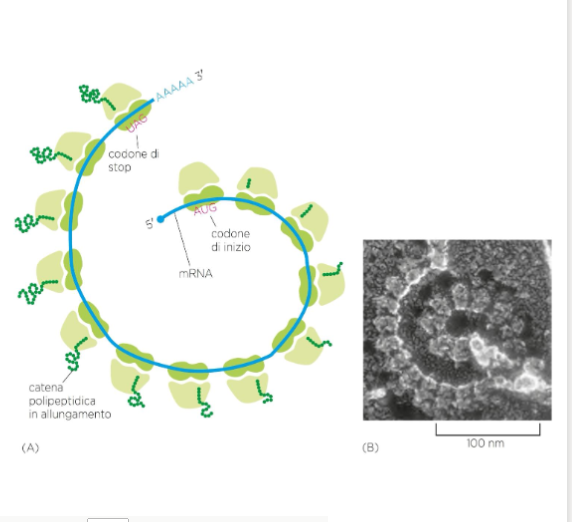 AAAAA 3'
UAG
codone di
stop
AUG
5'
codone
di inizio
mRNA
catena
polipeptidica
in allungamento
(A)
(B)
100 nm